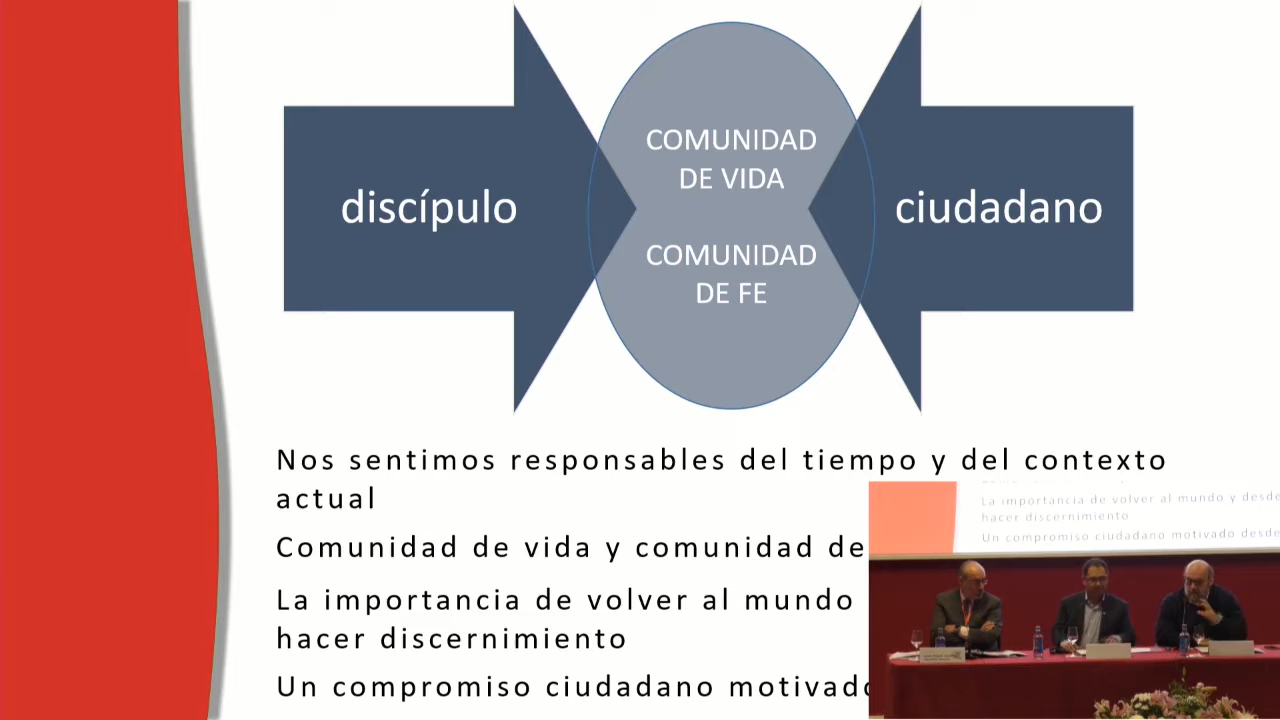 discípulo
COMUNIDAD
DE VIDA
COMUNIDAD
DE FE
ciudadano
Nos sentimos responsables del tiempo y del contexto
actual
Comunidad de vida y comunidad de
La importancia de volver al mundo
hacer discernimiento
Un compromiso ciudadano motivado
La importancia de volver al mundo y desde
hacer discernimiento
Un compromiso ciudadano motivado desde